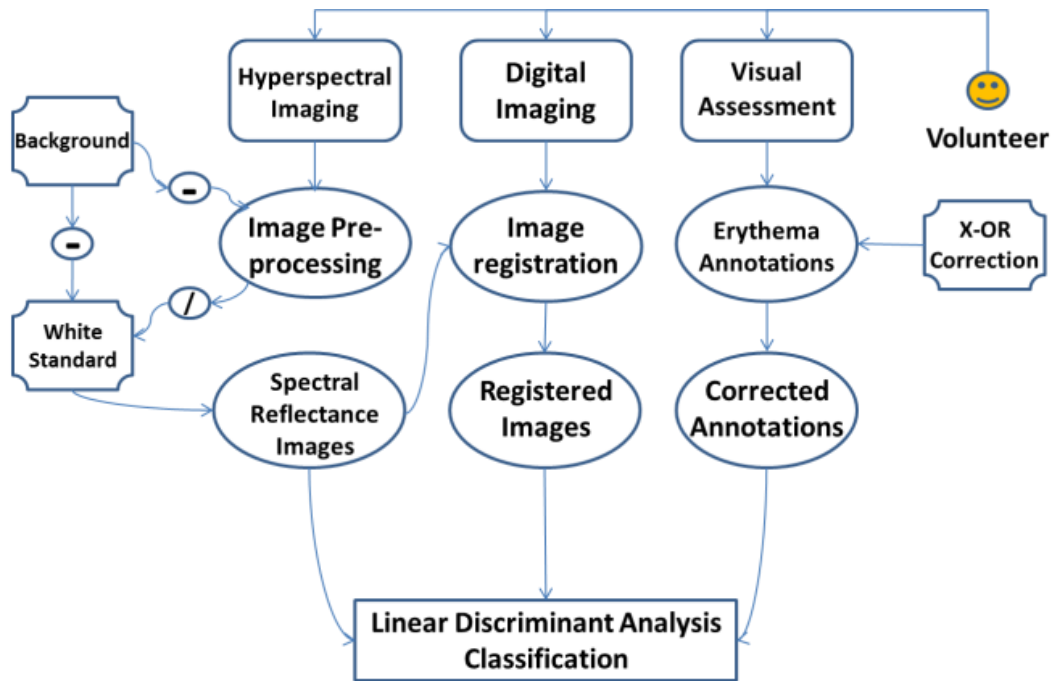 Hyperspectral
Imaging
Digital
Imaging
Visual
Assessment
Volunteer
Background
-
-
/
White
Standard
Image Pre-
processing
Image
registration
Erythema
Annotations
X-OR
Correction
Spectral
Reflectance
Images
Registered
Images
Corrected
Annotations
Linear Discriminant Analysis
Classification